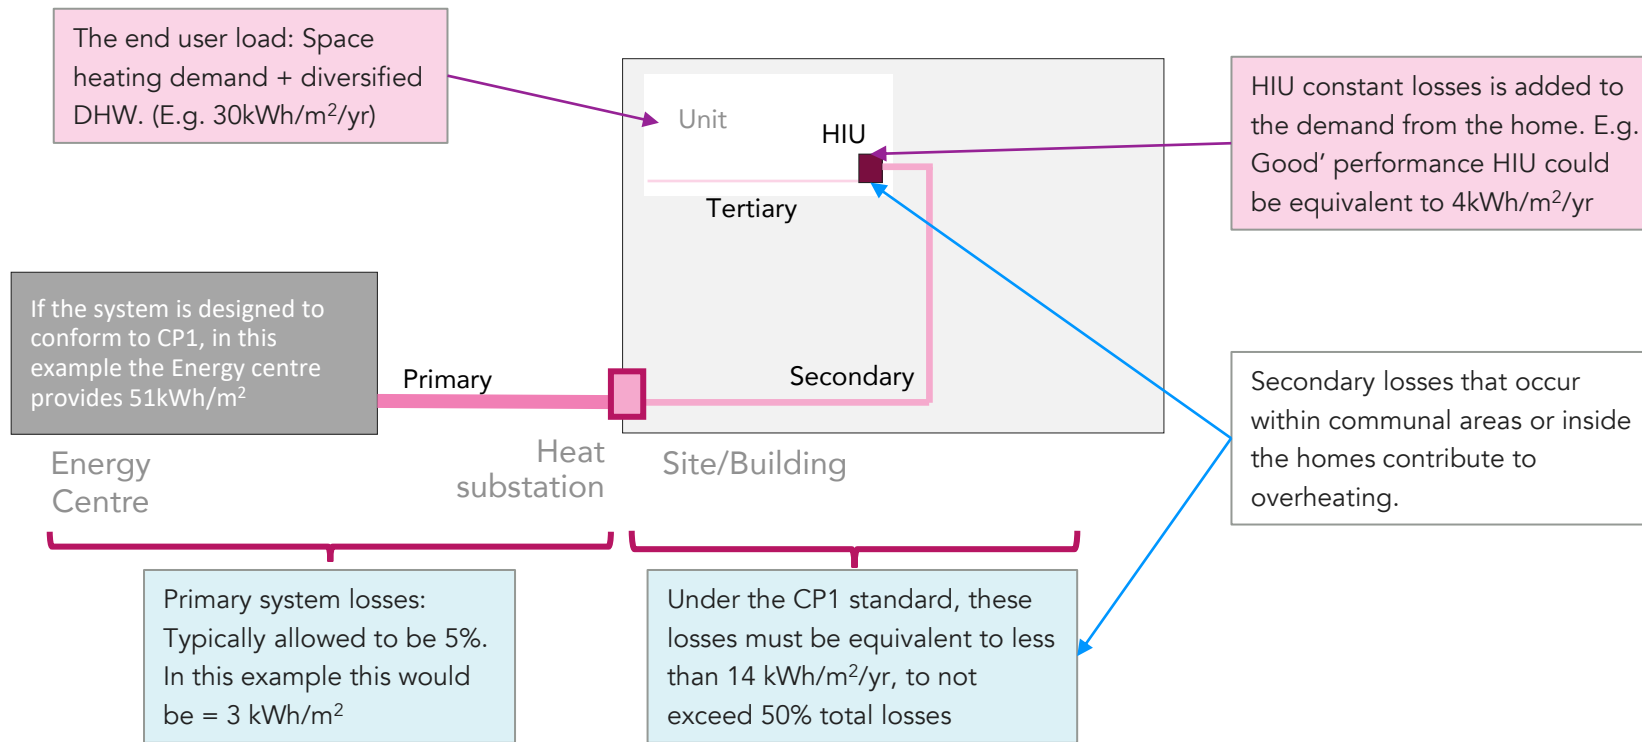 The end user load: Space
heating demand + diversified
DHW. (E.g. 30kWh/m²/yr)
Unit
HIU
Tertiary
HIU constant losses is added to
the demand from the home. E.g.
Good’ performance HIU could
be equivalent to 4kWh/m²/yr
If the system is designed to
conform to CP1, in this
example the Energy centre
provides 51kWh/m²
Primary
Secondary
Energy
Centre
Heat
substation
Site/Building
Secondary losses that occur
within communal areas or inside
the homes contribute to
overheating.
Primary system losses:
Typically allowed to be 5%.
In this example this would
be = 3 kWh/m²
Under the CP1 standard, these
losses must be equivalent to less
than 14 kWh/m²/yr, to not
exceed 50% total losses